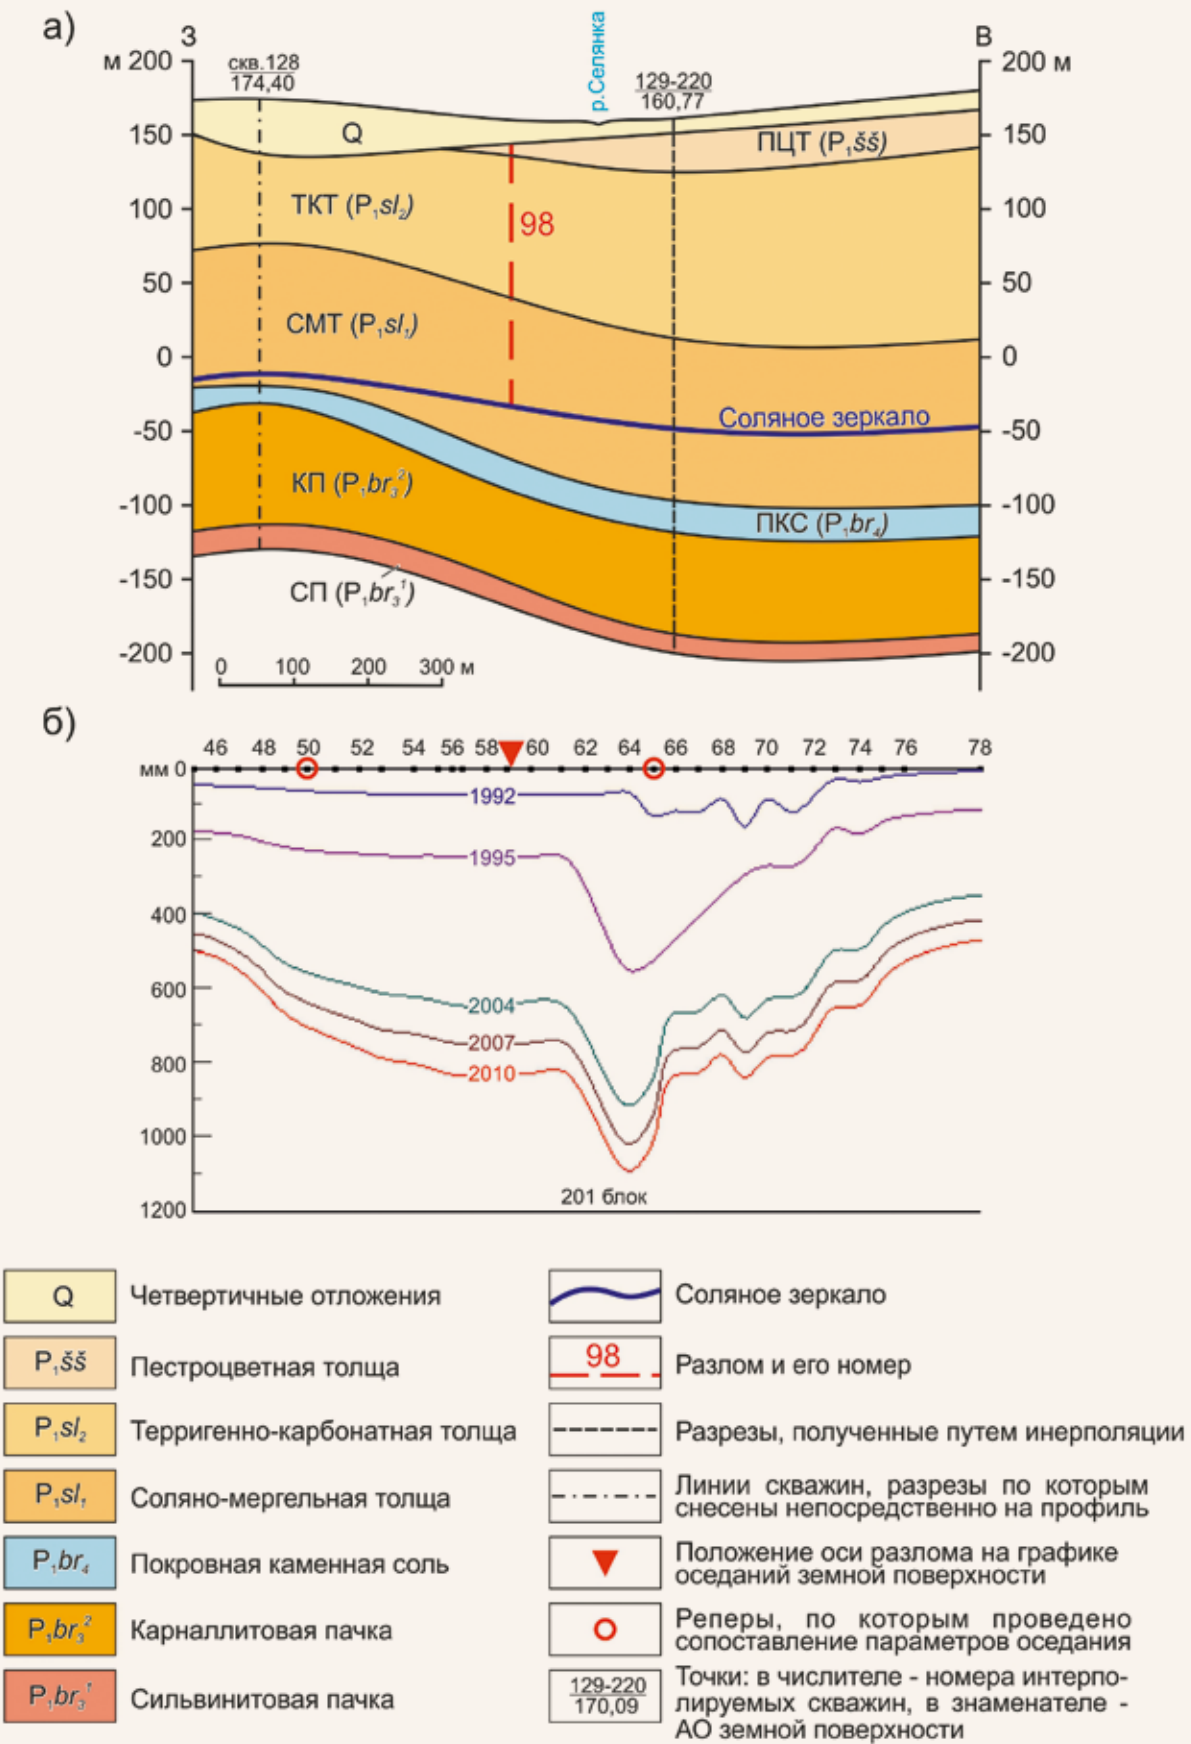 а)
З
В
р.Селянка
м 200
200 м
скв.128
174,40
129-220
160,77
150
150
Q
ПЦТ (P₁šš)
ТКТ (P₁sl₂)
98
100
100
50
50
СМТ (P₁sl₁)
0
0
Соляное зеркало
-50
-50
КП (P₁br₃²)
-100
-100
ПКС (P₁br₄)
-150
-150
СП (P₁br₃¹)
-200
-200
0 100 200 300 м
б)
46 48 50 52 54 56 58 60 62 64 66 68 70 72 74 76 78
мм 0
1992
200
1995
400
600
2004
2007
800
2010
1000
201 блок
1200
Q
Четвертичные отложения
P₁šš
Пестроцветная толща
P₁sl₂
Терригенно-карбонатная толща
P₁sl₁
Соляно-мергельная толща
P₁br₄
Покровная каменная соль
P₁br₃²
Карналлитовая пачка
P₁br₃¹
Сильвинитовая пачка
Соляное зеркало
98
Разлом и его номер
Разрезы, полученные путем инерполяции
Линии скважин, разрезы по которым
снесены непосредственно на профиль
Положение оси разлома на графике
оседаний земной поверхности
Реперы, по которым проведено
сопоставление параметров оседания
129-220
170,09
Точки: в числителе - номера интерпо-
лируемых скважин, в знаменателе -
АО земной поверхности